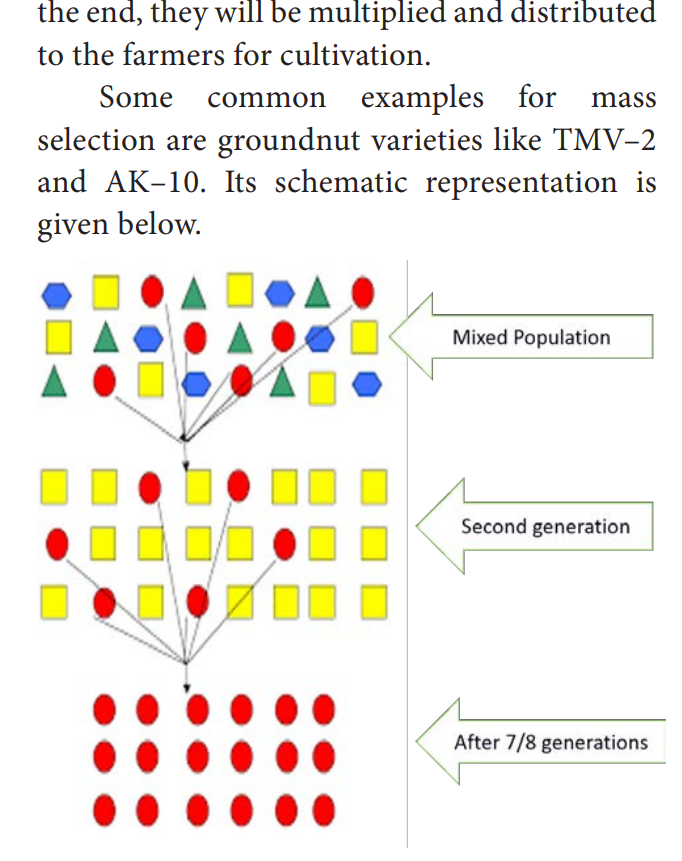 the end, they will be multiplied and distributed
to the farmers for cultivation.
Some common examples for mass
selection are groundnut varieties like TMV–2
and AK–10. Its schematic representation is
given below.
Mixed Population
Second generation
After 7/8 generations